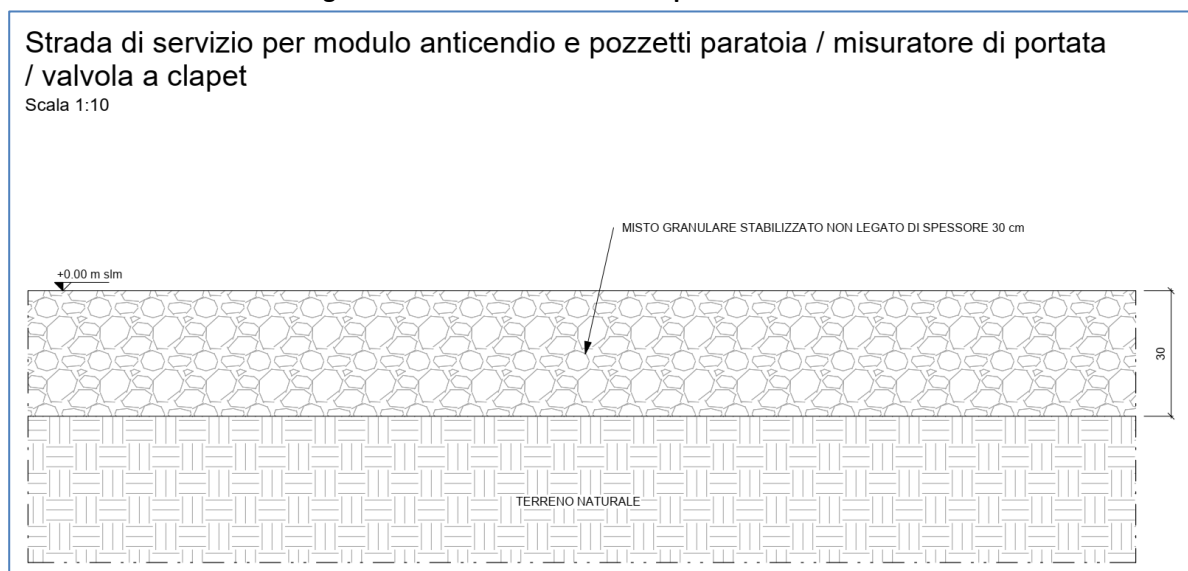 Strada di servizio per modulo anticendio e pozzetti paratoia / misuratore di portata
/ valvola a clapet
Scala 1:10
MISTO GRANULARE STABILIZZATO NON LEGATO DI SPESSORE 30 cm
+0.00 m slm
30
TERRENO NATURALE